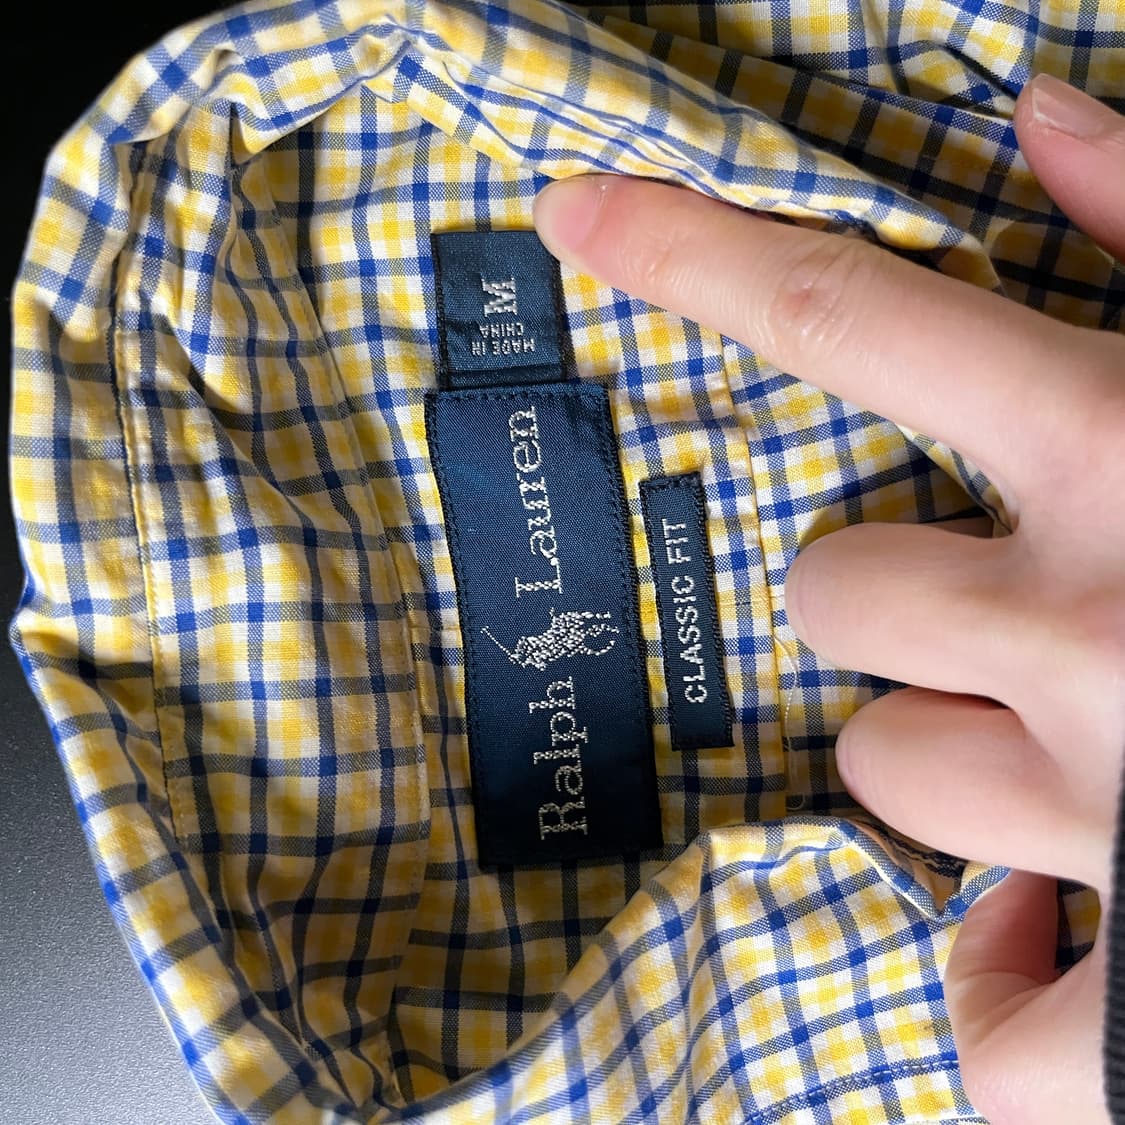 Ralph Lauren
M
MADE IN
CHINA
CLASSIC FIT